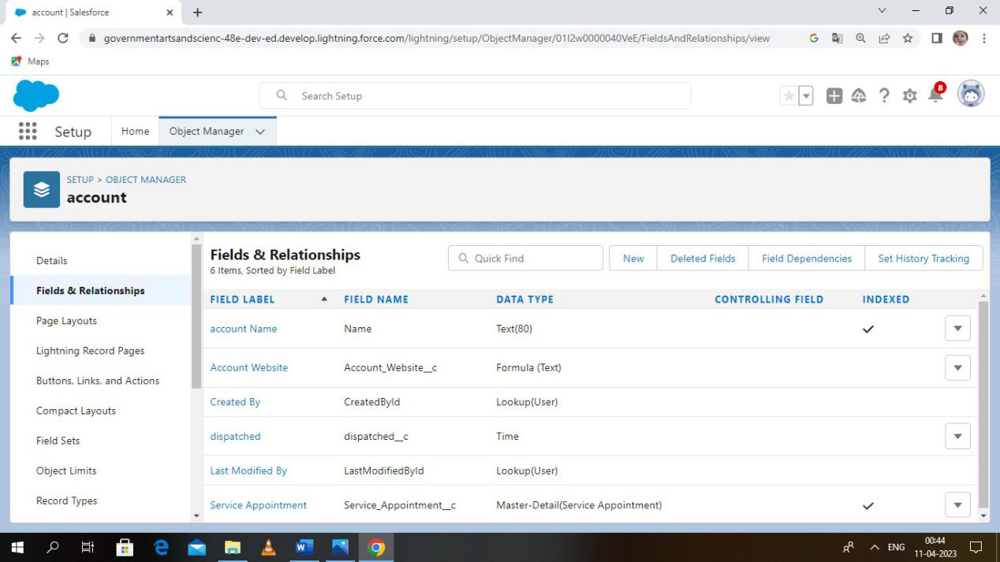 account | Salesforce
governmentartsandscienc-48e-dev-ed.develop.lightning.force.com/lightning/setup/ObjectManager/01I2w0000040VeE/FieldsAndRelationships/view
Maps
Search Setup
8
Setup Home Object Manager
SETUP > OBJECT MANAGER
account
Details
Fields & Relationships
Page Layouts
Lightning Record Pages
Buttons, Links, and Actions
Compact Layouts
Field Sets
Object Limits
Record Types
Fields & Relationships
6 Items, Sorted by Field Label
Quick Find
New Deleted Fields Field Dependencies Set History Tracking
FIELD LABEL FIELD NAME DATA TYPE CONTROLLING FIELD INDEXED
account Name Name Text(80)
Account Website Account_Website__c Formula (Text)
Created By CreatedById Lookup(User)
dispatched dispatched__c Time
Last Modified By LastModifiedById Lookup(User)
Service Appointment Service_Appointment__c Master-Detail(Service Appointment)
ENG
00:44
11-04-2023